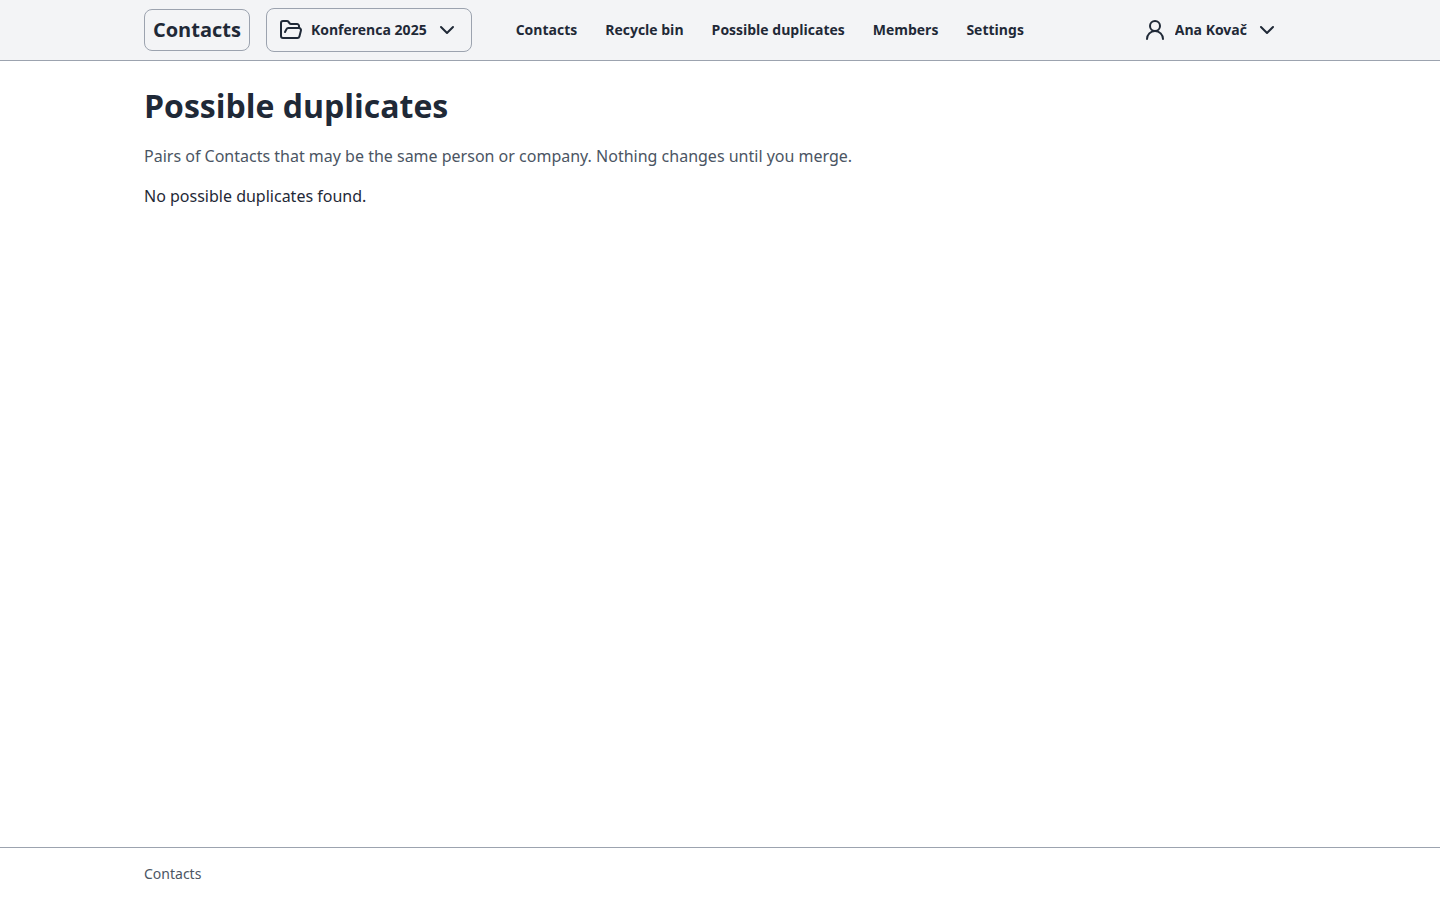 Contacts
Konferenca 2025
Contacts
Recycle bin
Possible duplicates
Members
Settings
Ana Kovač
Possible duplicates
Pairs of Contacts that may be the same person or company. Nothing changes until you merge.
No possible duplicates found.
Contacts